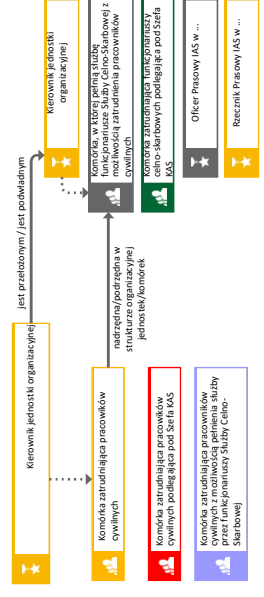 Kierownik jednostki organizacyjnej
jest przełożonym / jest podwładnym
Kierownik jednostki
organizacyjnej
Komórka zatrudniająca pracowików
cywilnych
nadrzędna/podrzędna w
strukturze organizacyjnej
jednostek/komórek
Komórka, w której pełnią służbę
funkcjonariusze Służby Celno-Skarbowej z
możliwością zatrudnienia pracowników
cywilnych
Komórka zatrudniająca pracowików
cywilnych podlegająca pod Szefa KAS
Komórka zatrudniająca funkcjonariuszy
celno-skarbowych podlegająca pod Szefa
KAS
Komórka zatrudniająca pracowników
cywilnych z możliwością pełnienia służby
przez funkcjonariuszy Służby Celno-
Skarbowej
Oficer Prasowy IAS w ...
Rzecznik Prasowy IAS w ...